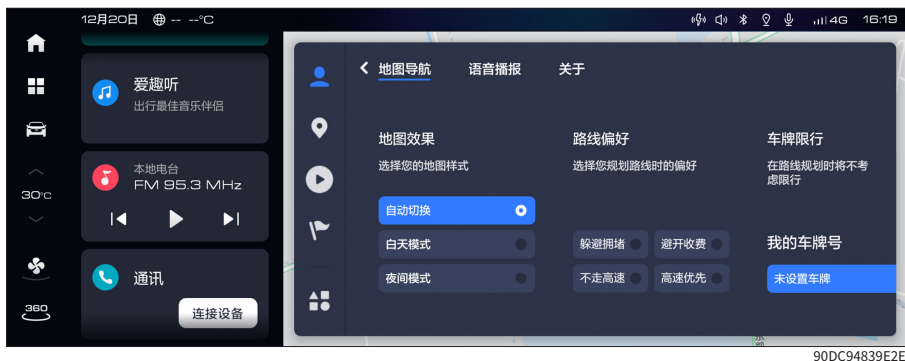 12月20日 -- --°C 4G 16:19
地图导航 语音播报 关于
爱趣听
出行最佳音乐伴侣
地图效果 路线偏好 车牌限行
选择您的地图样式 选择您规划路线时的偏好 在路线规划时将不考
虑限行
本地电台
FM 95.3 MHz
30°C
自动切换
白天模式 躲避拥堵 避开收费 我的车牌号
夜间模式 不走高速 高速优先 未设置车牌
通讯
连接设备
360
90DC94839E2E